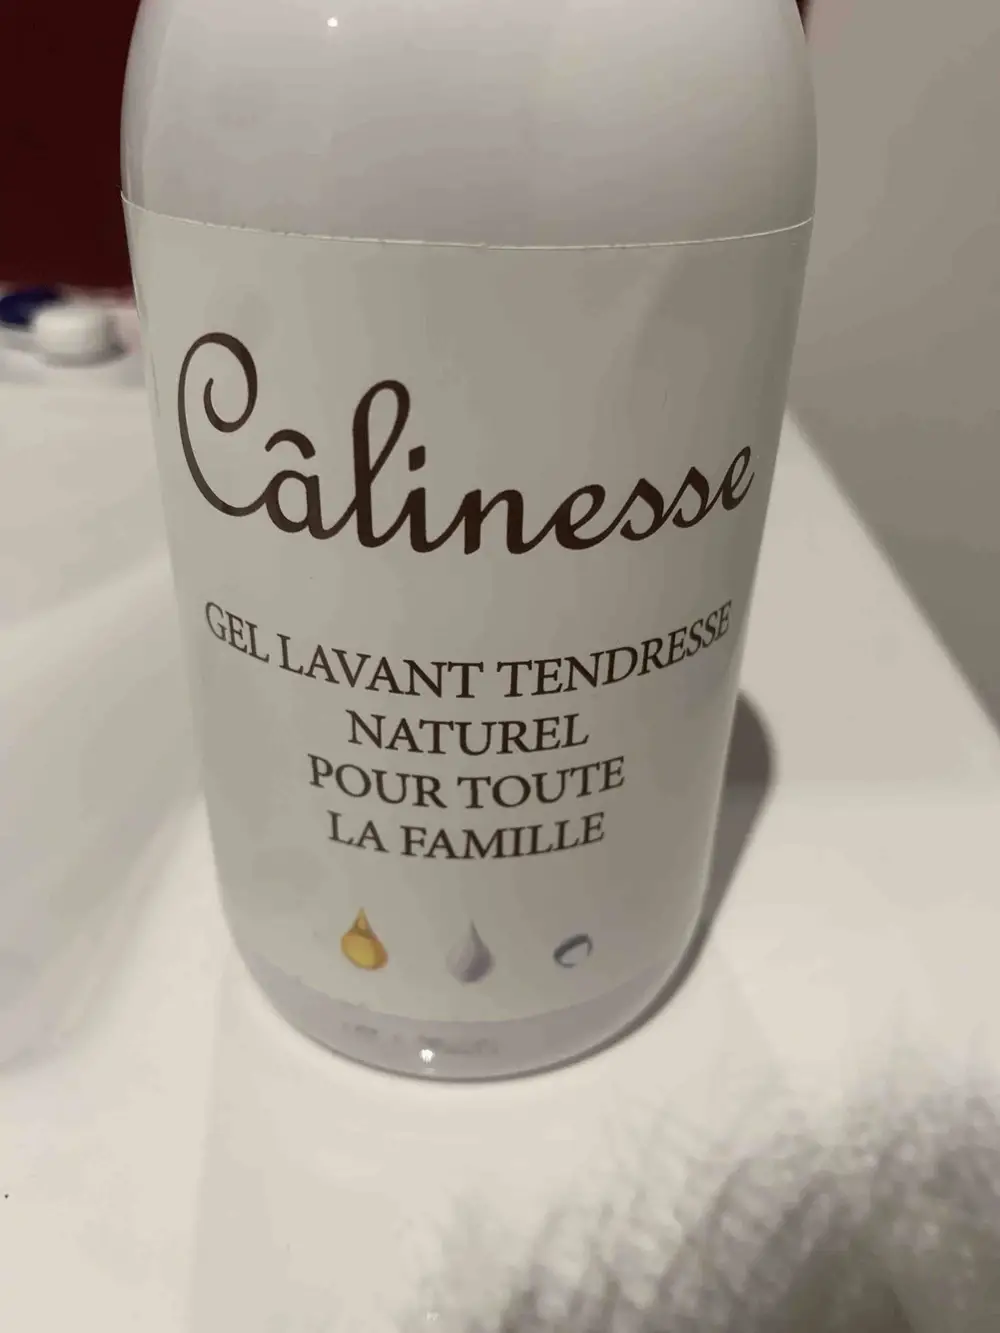 Câlinesse
GEL LAVANT TENDRESSE
NATUREL
POUR TOUTE
LA FAMILLE